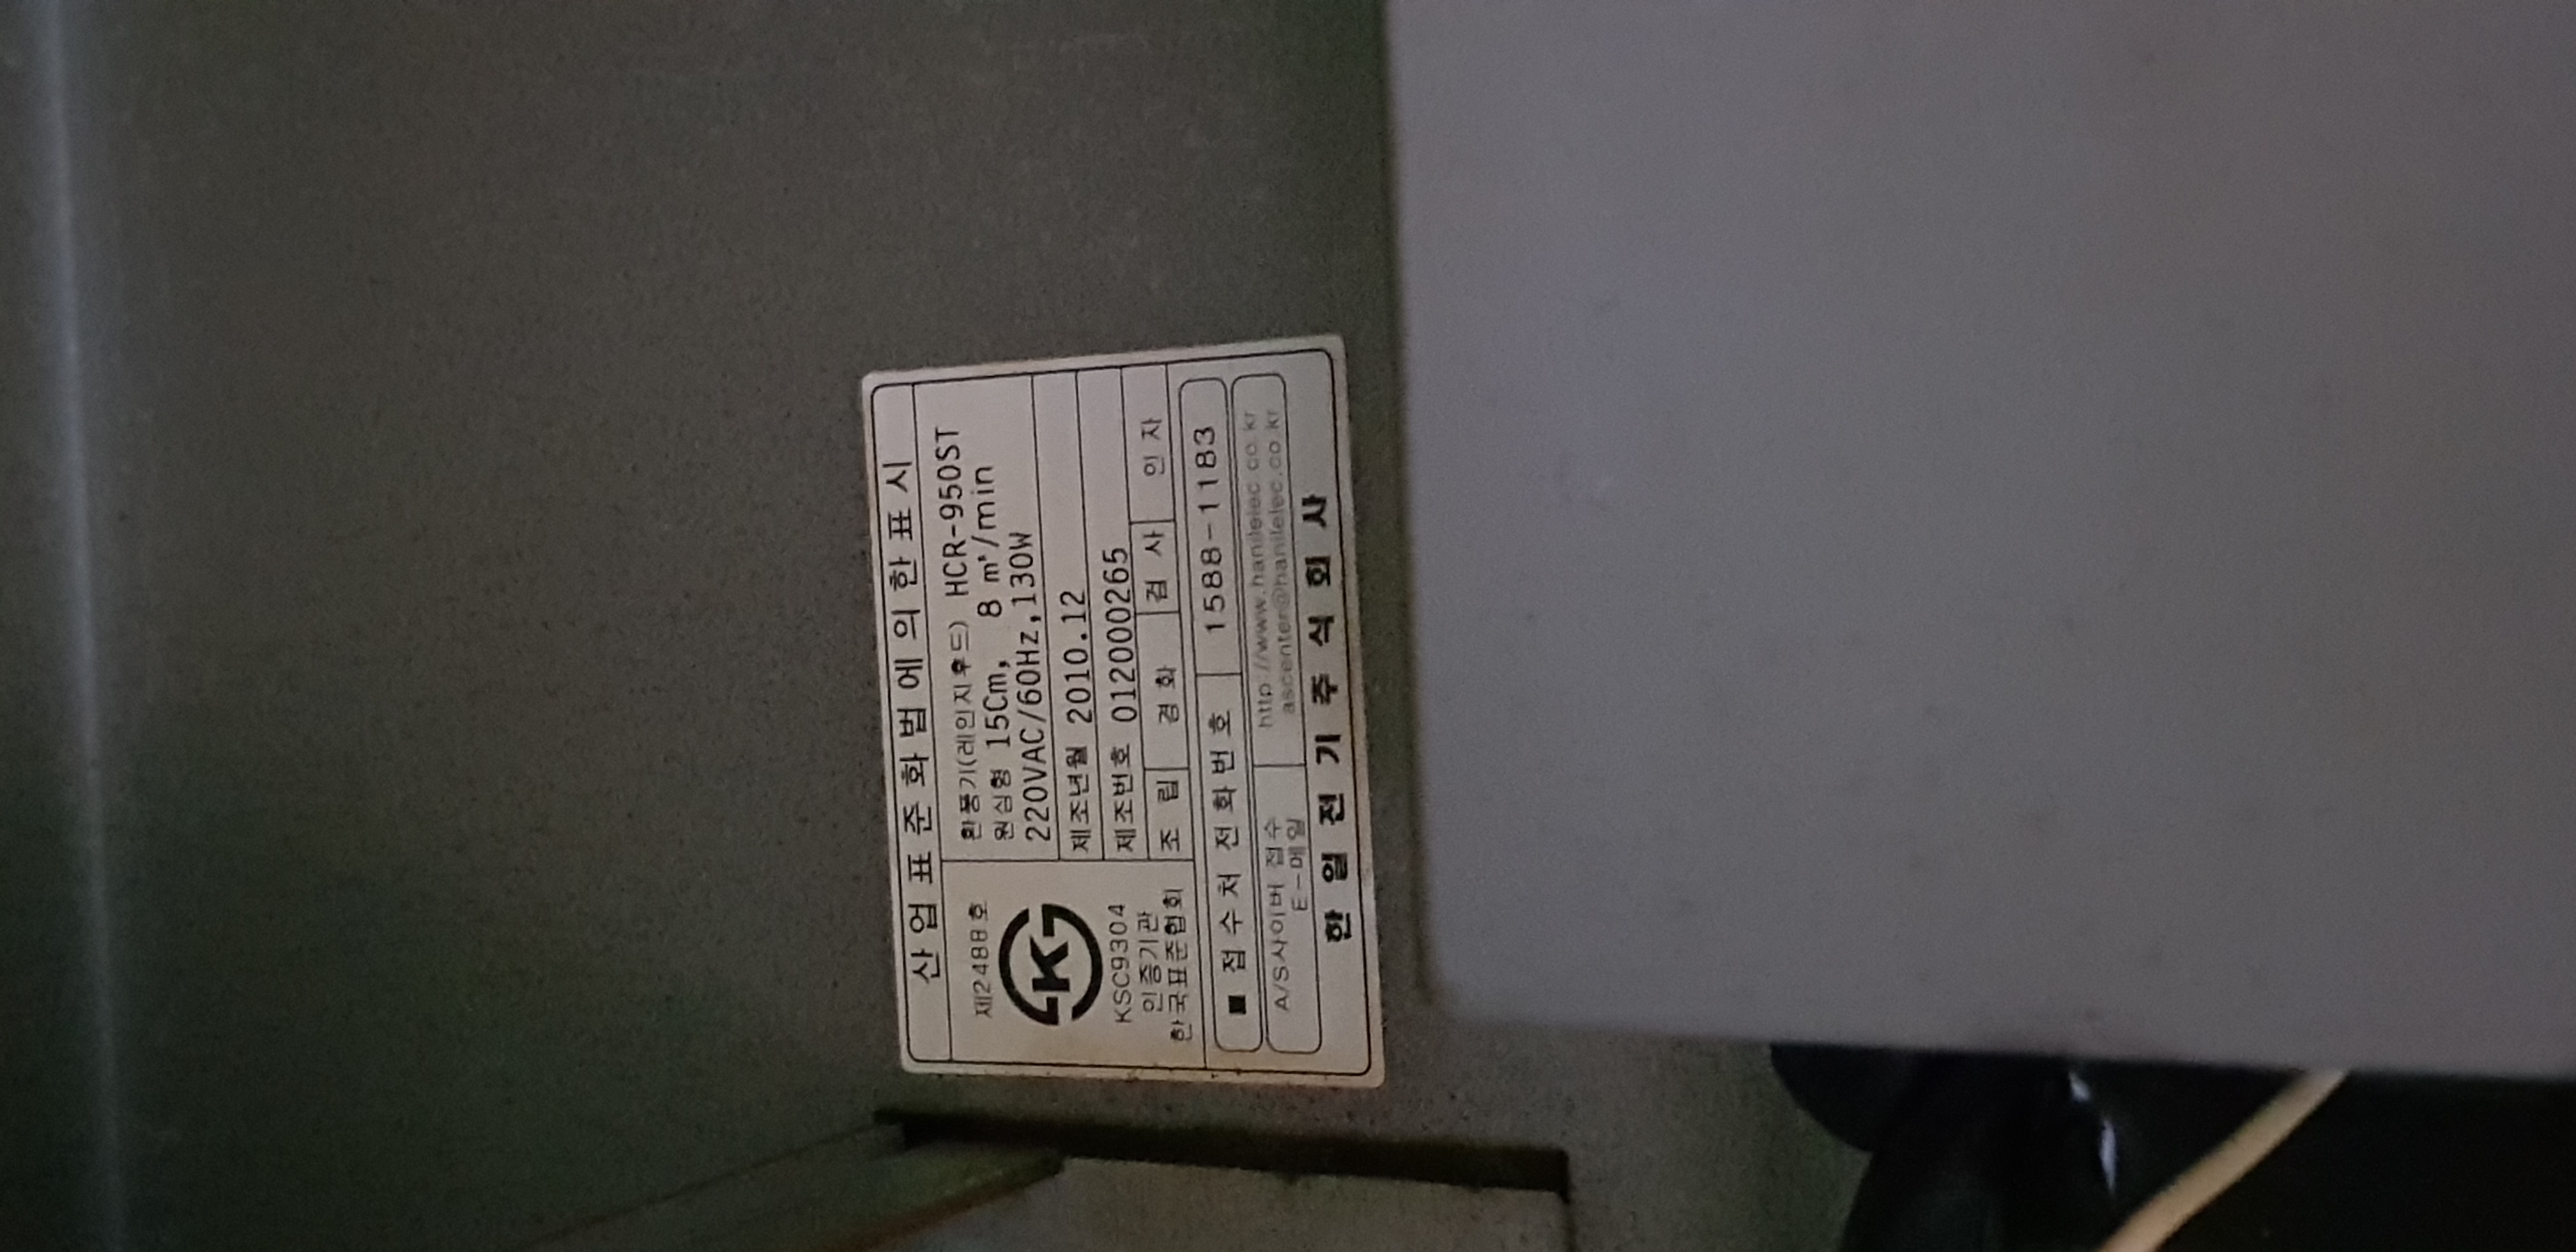 산업표준화법에의한표시
제2488호
KSC9304
인증기관
한국표준협회
환풍기(레인지후드) HCR-950ST
원심형 15Cm, 8 m³/min
220VAC/60Hz,130W
제조년월 2010.12
제조번호 0120000265
조립 경화 검사 인자
■ 접수처 전화번호 1588-1183
A/S사이버 접수 http://www.hanilelec.co.kr
E-메일 ascenter@hanilelec.co.kr
한일전기주식회사